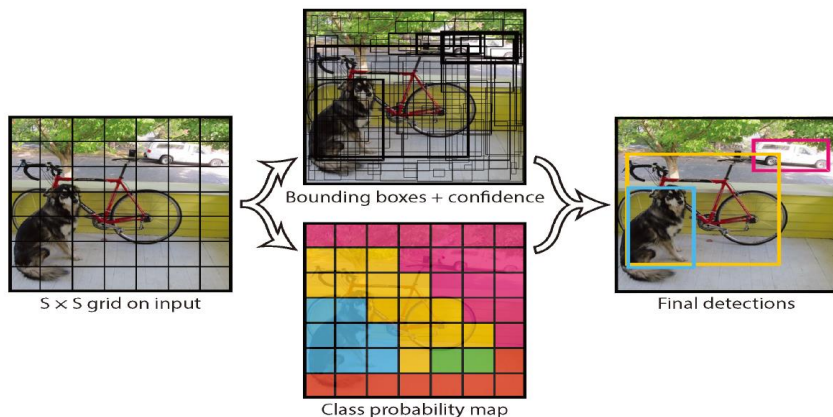 S × S grid on input
Bounding boxes + confidence
Class probability map
Final detections